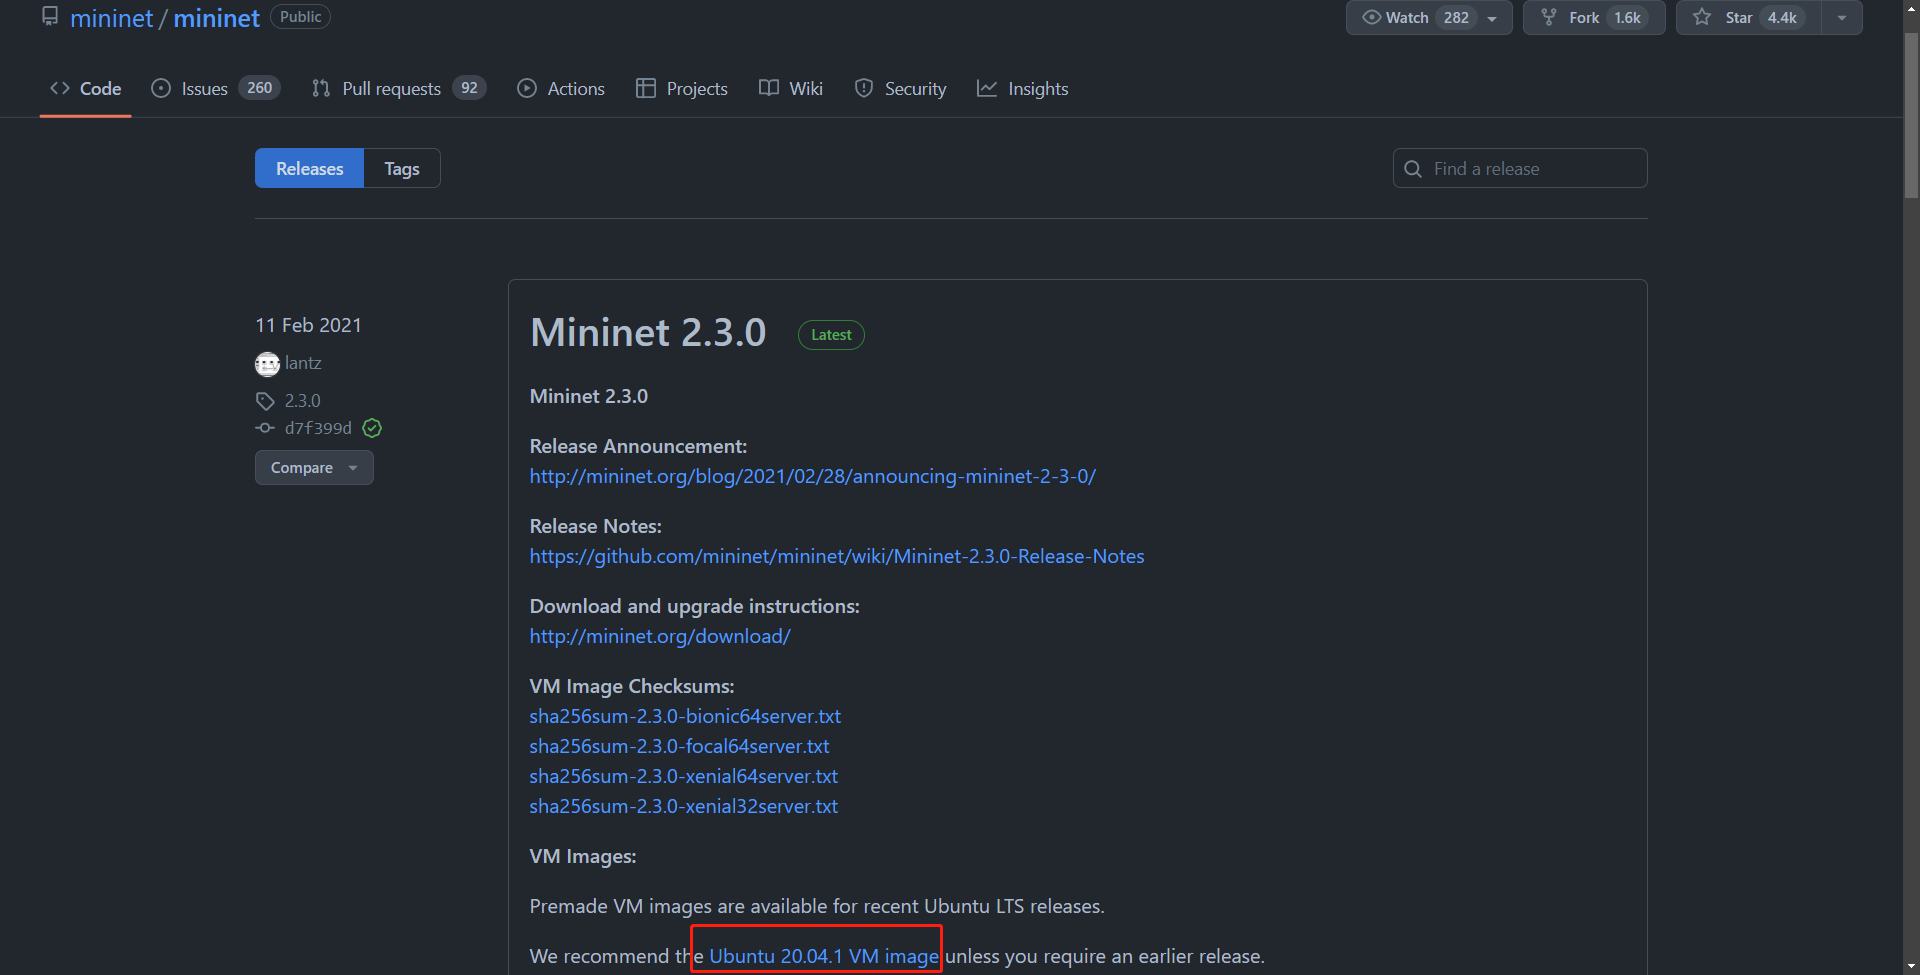 mininet / mininet Public Watch 282 Fork 1.6k Star 4.4k
Code Issues 260 Pull requests 92 Actions Projects Wiki Security Insights
Releases Tags Find a release
11 Feb 2021
lantz
2.3.0
d7f399d
Compare
Mininet 2.3.0 Latest
Mininet 2.3.0
Release Announcement:
http://mininet.org/blog/2021/02/28/announcing-mininet-2-3-0/
Release Notes:
https://github.com/mininet/mininet/wiki/Mininet-2.3.0-Release-Notes
Download and upgrade instructions:
http://mininet.org/download/
VM Image Checksums:
sha256sum-2.3.0-bionic64server.txt
sha256sum-2.3.0-focal64server.txt
sha256sum-2.3.0-xenial64server.txt
sha256sum-2.3.0-xenial32server.txt
VM Images:
Premade VM images are available for recent Ubuntu LTS releases.
We recommend the Ubuntu 20.04.1 VM image unless you require an earlier release.